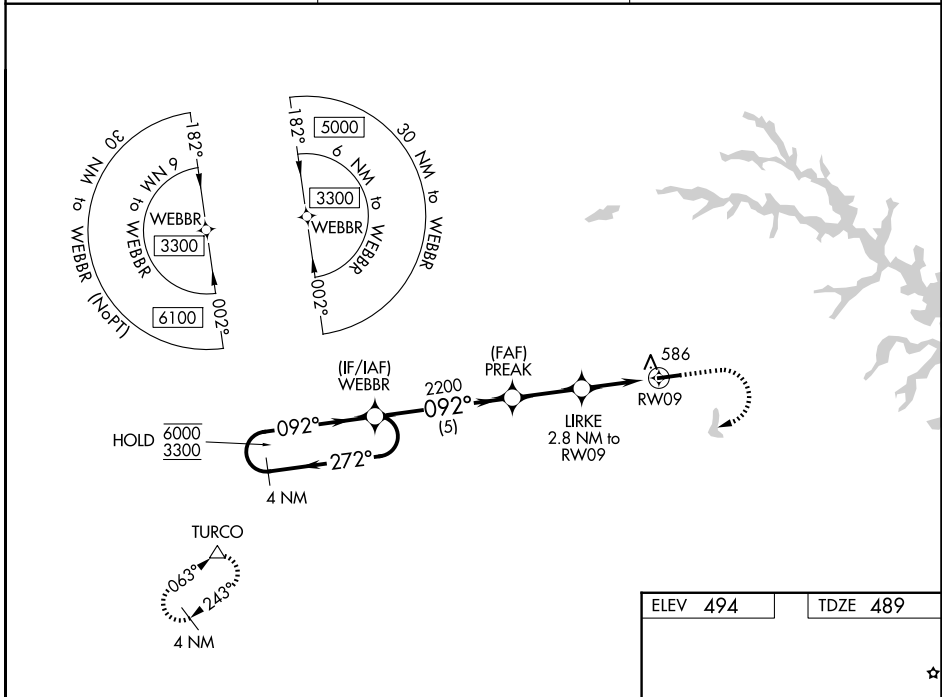 30 NM to WEBBR (NoPT)
6 NM to WEBBR
182°
WEBBR
3300
002°
6100
182°
5000
30 NM to WEBBR
6 NM to WEBBR
3300
WEBBR
002°
(IF/IAF)
WEBBR
2200
092°
(5)
(FAF)
PREAK
586
RW09
LIRKE
2.8 NM to
RW09
HOLD 6000
3300
092°
272°
4 NM
TURCO
063°
243°
4 NM
ELEV 494
TDZE 489